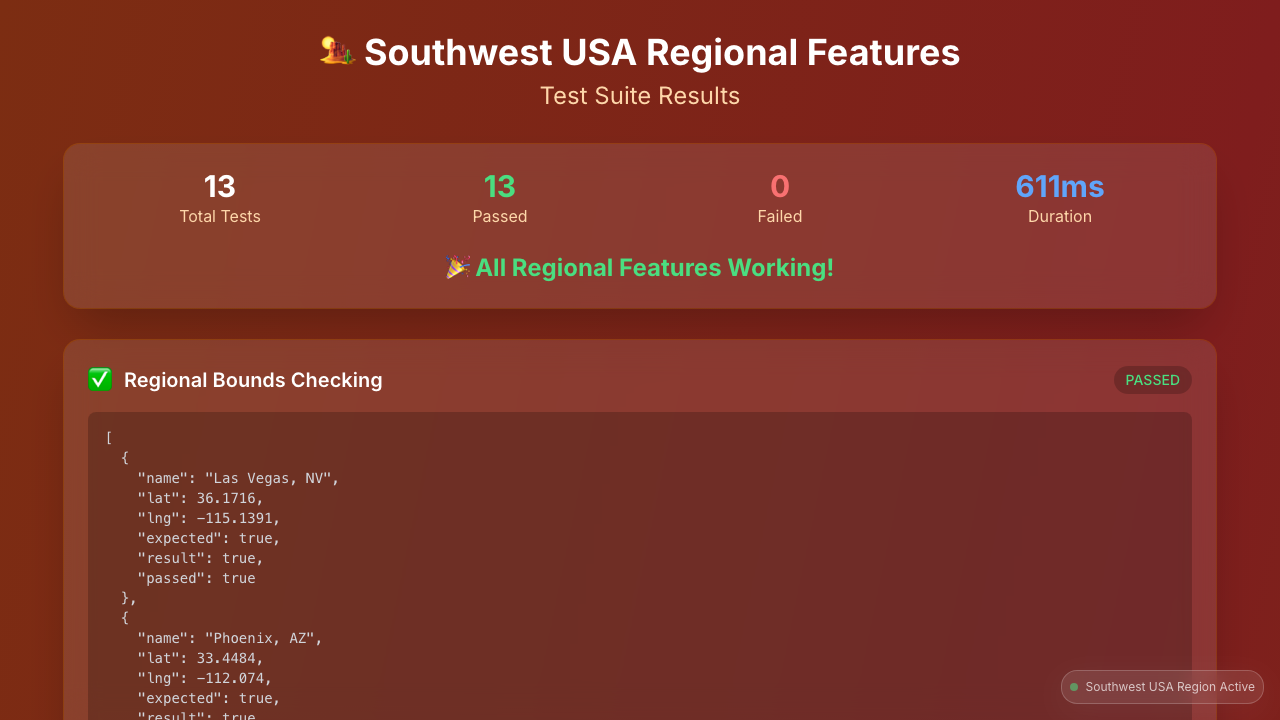 Southwest USA Regional Features
Test Suite Results
13
Total Tests
13
Passed
0
Failed
611ms
Duration
All Regional Features Working!
Regional Bounds Checking
PASSED
[
  {
    "name": "Las Vegas, NV",
    "lat": 36.1716,
    "lng": -115.1391,
    "expected": true,
    "result": true,
    "passed": true
  },
  {
    "name": "Phoenix, AZ",
    "lat": 33.4484,
    "lng": -112.074,
    "expected": true,
    "result": true
Southwest USA Region Active